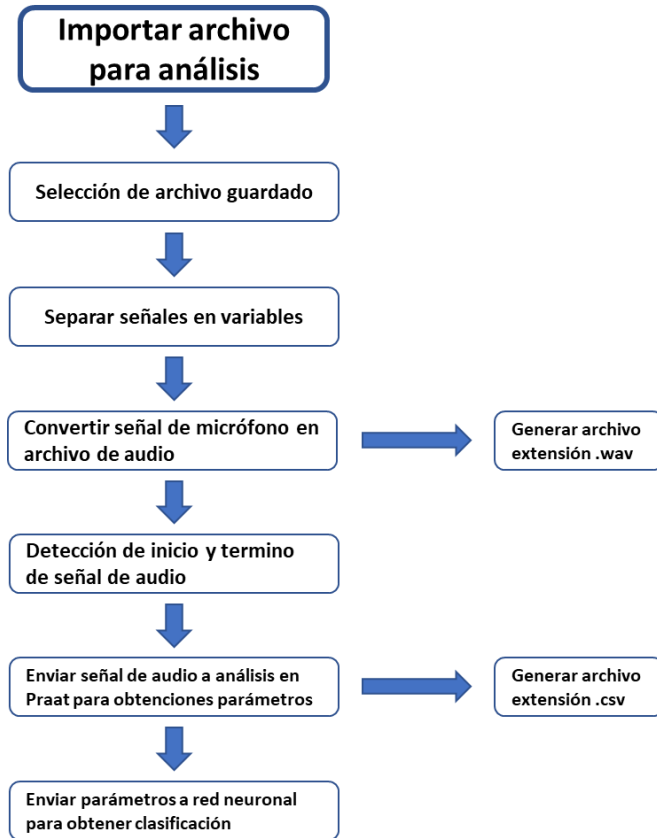 Importar archivo
para análisis
Selección de archivo guardado
Separar señales en variables
Convertir señal de micrófono en
archivo de audio
Generar archivo
extensión .wav
Detección de inicio y termino
de señal de audio
Enviar señal de audio a análisis en
Praat para obtenciones parámetros
Generar archivo
extensión .csv
Enviar parámetros a red neuronal
para obtener clasificación